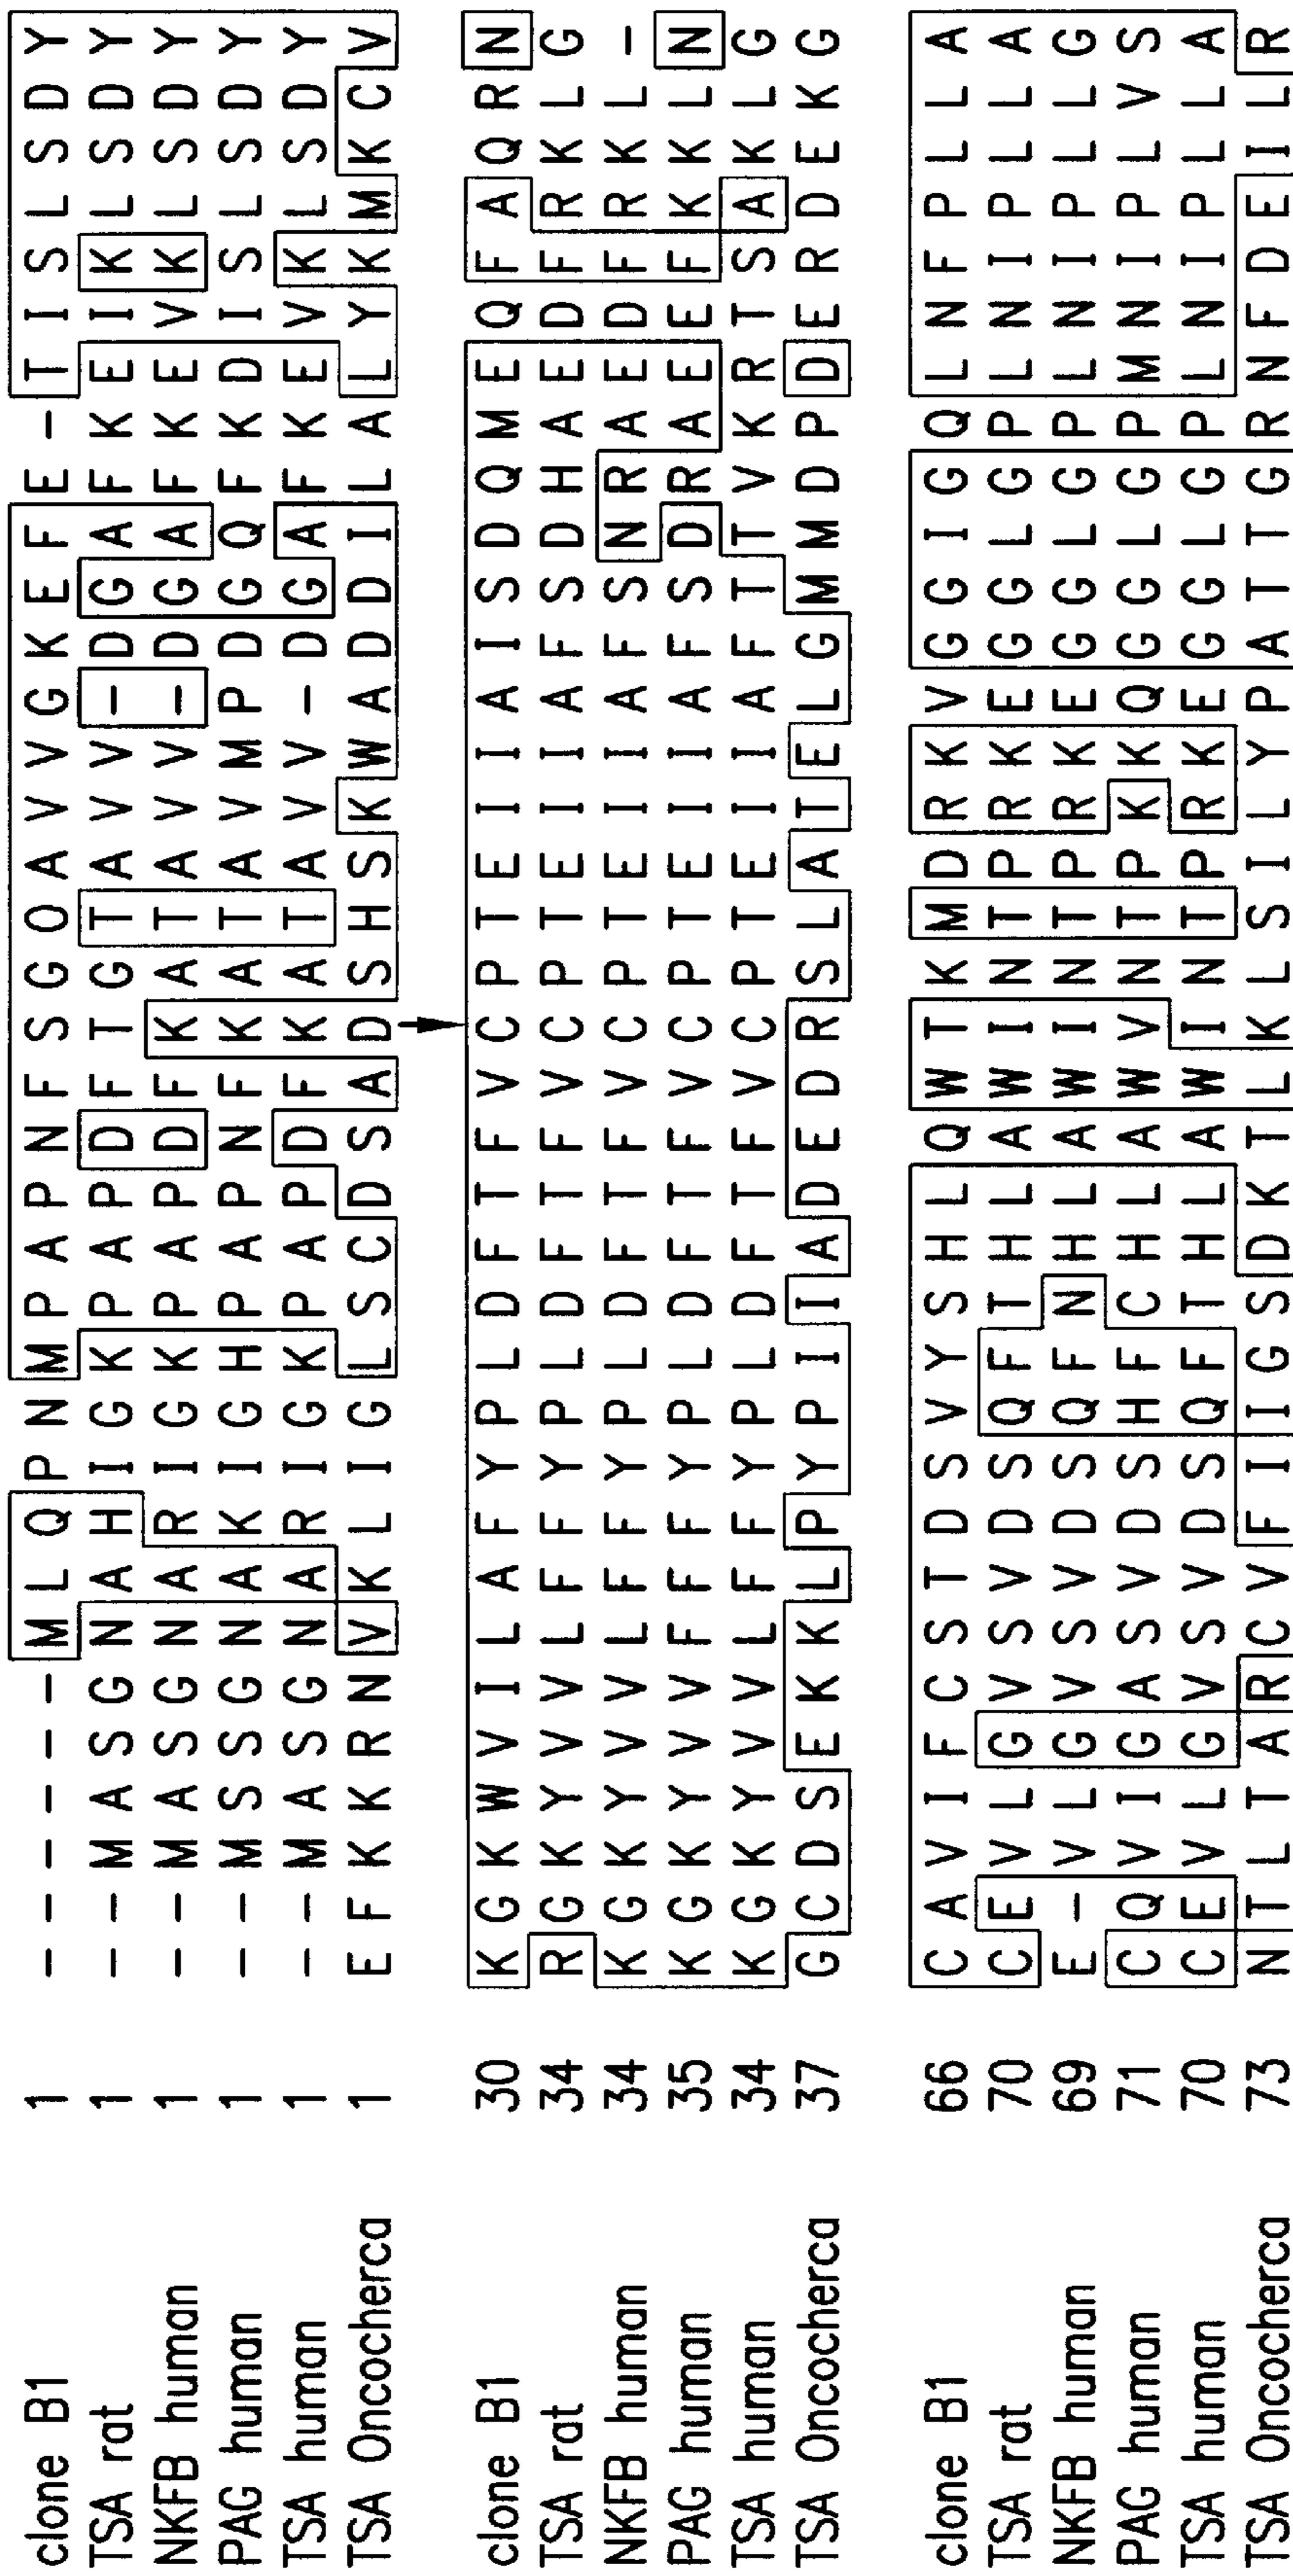 clone B1 1 - - - - - - M L Q P N M P A P N F S G O A V V G K E F E - T I S L S D Y
TSA rat 1 - - M A S G N A H I G K P A P D F T G T A V V - D G A F K E I K L S D Y
NKFB human 1 - - M A S G N A R I G K P A P D F K A T A V V - D G A F K E V K L S D Y
PAG human 1 - - M S S G N A K I G H P A P N F K A T A V M P D G Q F K D I S L S D Y
TSA human 1 - - M A S G N A R I G K P A P D F K A T A V V - D G A F K E V K L S D Y
TSA Oncocherca 1 E F K K R N V K L I G L S C D S A D S H S K W A D D I L A L Y K M K C V
clone B1 30 K G K W V I L A F Y P L D F T F V C P T E I I A I S D Q M E Q F A Q R N
TSA rat 34 R G K Y V V L F F Y P L D F T F V C P T E I I A F S D H A E D F R K L G
NKFB human 34 K G K Y V V L F F Y P L D F T F V C P T E I I A F S N R A E D F R K L -
PAG human 35 K G K Y V V F F F Y P L D F T F V C P T E I I A F S D R A E E F K K L N
TSA human 34 K G K Y V V L F F Y P L D F T F V C P T E I I A F T T V K R T S A K L G
TSA Oncocherca 37 G C D S E K K L P Y P I I A D E D R S L A T E L G M M D P D E R D E K G
clone B1 66 C A V I F C S T D S V Y S H L Q W T K M D R K V G G I G Q L N F P L L A
TSA rat 70 C E V L G V S V D S Q F T H L A W I N T P R K E G G L G P L N I P L L A
NKFB human 69 E - V L G V S V D S Q F N H L A W I N T P R K E G G L G P L N I P L L G
PAG human 71 C Q V I G A S V D S H F C H L A W V N T P K K Q G G L G P M N I P L V S
TSA human 70 C E V L G V S V D S Q F T H L A W I N T P R K E G G L G P L N I P L L A
TSA Oncocherca 73 N T L T A R C V F I I G S D K T L K L S I L Y P A T T G R N F D E I L R